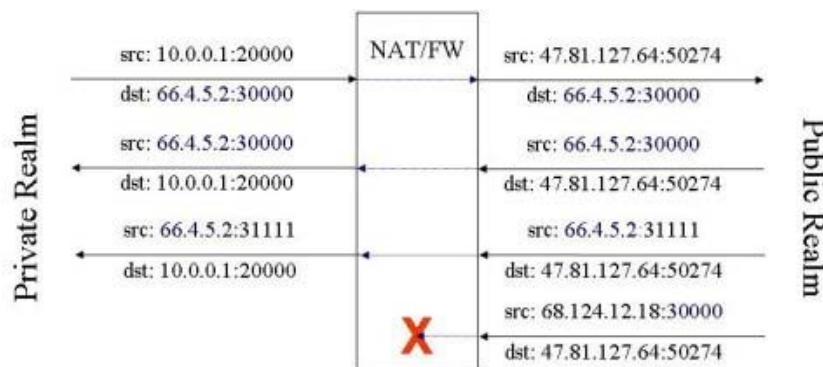 NAT/FW
Private Realm
Public Realm
src: 10.0.0.1:20000
dst: 66.4.5.2:30000
src: 47.81.127.64:50274
dst: 66.4.5.2:30000
src: 66.4.5.2:30000
dst: 10.0.0.1:20000
src: 66.4.5.2:30000
dst: 47.81.127.64:50274
src: 66.4.5.2:31111
dst: 10.0.0.1:20000
src: 66.4.5.2:31111
dst: 47.81.127.64:50274
X
src: 68.124.12.18:30000
dst: 47.81.127.64:50274